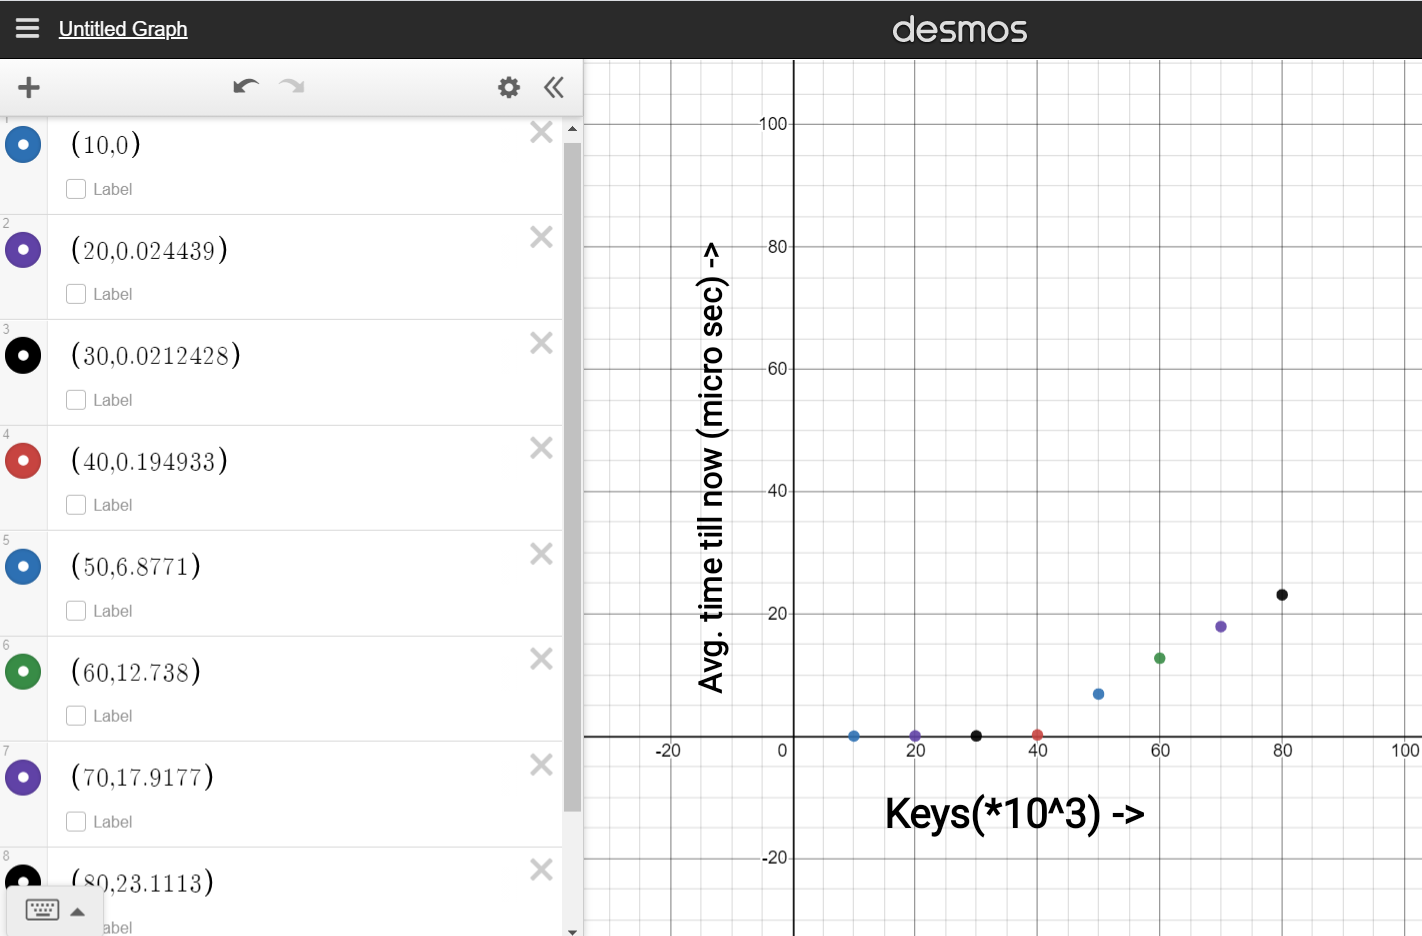 Untitled Graph
desmos
1
(10,0)
Label
2
(20,0.024439)
Label
3
(30,0.0212428)
Label
4
(40,0.194933)
Label
5
(50,6.8771)
Label
6
(60,12.738)
Label
7
(70,17.9177)
Label
8
(80,23.1113)
abel
100
80
60
40
20
-20 0 20 40 60 80 100
-20
Avg. time till now (micro sec) ->
Keys(*10^3) ->